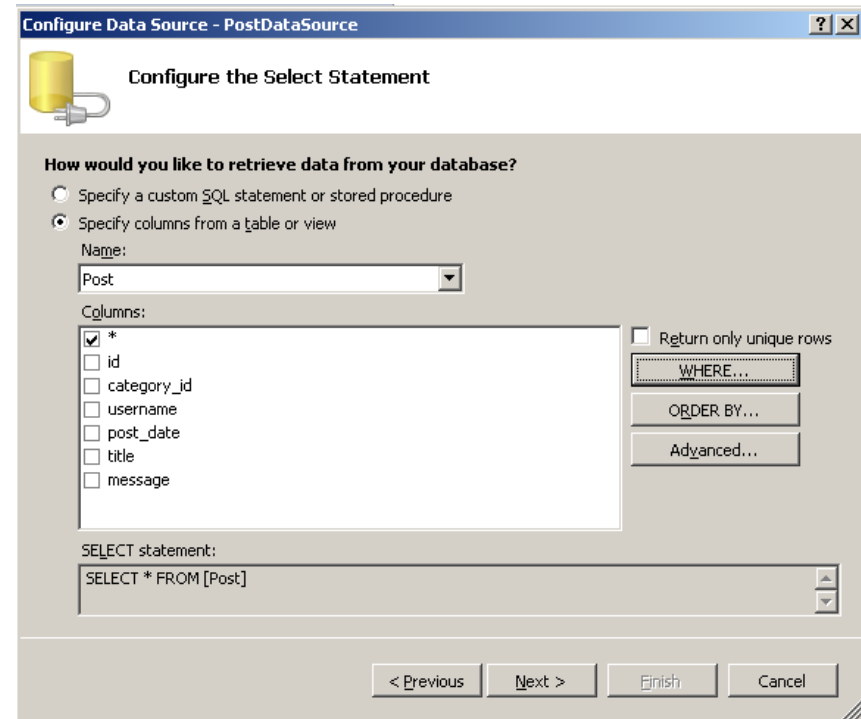 Configure Data Source - PostDataSource
Configure the Select Statement
How would you like to retrieve data from your database?
Specify a custom SQL statement or stored procedure
Specify columns from a table or view
Name:
Post
Columns:
*
id
category_id
username
post_date
title
message
Return only unique rows
WHERE...
ORDER BY...
Advanced...
SELECT statement:
SELECT * FROM [Post]
< Previous
Next >
Finish
Cancel